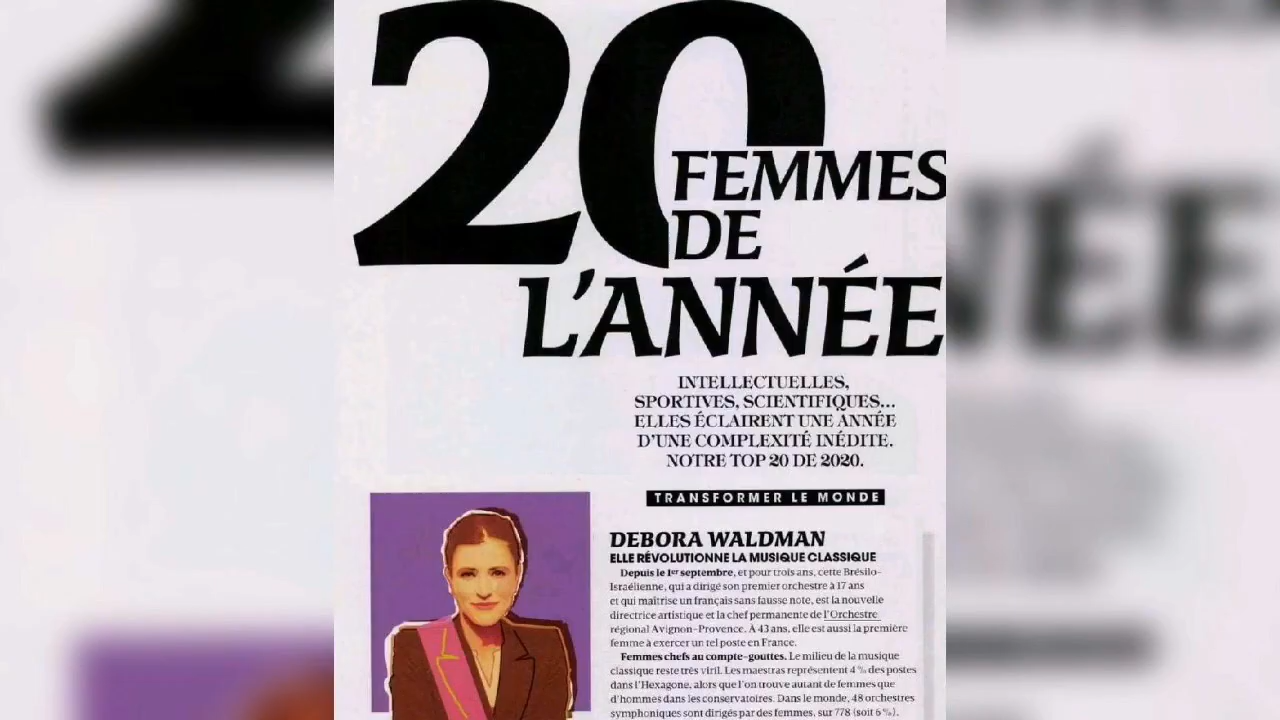 20
FEMMES
DE
L'ANNÉE
INTELLECTUELLES,
SPORTIVES, SCIENTIFIQUES...
ELLES ÉCLAIRENT UNE ANNÉE
D'UNE COMPLEXITÉ INÉDITE.
NOTRE TOP 20 DE 2020.
TRANSFORMER LE MONDE
DEBORA WALDMAN
ELLE RÉVOLUTIONNE LA MUSIQUE CLASSIQUE
Depuis le 1er septembre, et pour trois ans, cette Brésilo-
Israélienne, qui a dirigé son premier orchestre à 17 ans
et qui maîtrise un français sans fausse note, est la nouvelle
directrice artistique et la chef permanente de l'Orchestre
régional Avignon-Provence. À 43 ans, elle est aussi la première
femme à exercer un tel poste en France.
Femmes chefs au compte-gouttes. Le milieu de la musique
classique reste très viril. Les maestras représentent 4 % des postes
dans l'Hexagone, alors que l'on trouve autant de femmes que
d'hommes dans les conservatoires. Dans le monde, 48 orchestres
symphoniques sont dirigés par des femmes, sur 778 (soit 6 %).